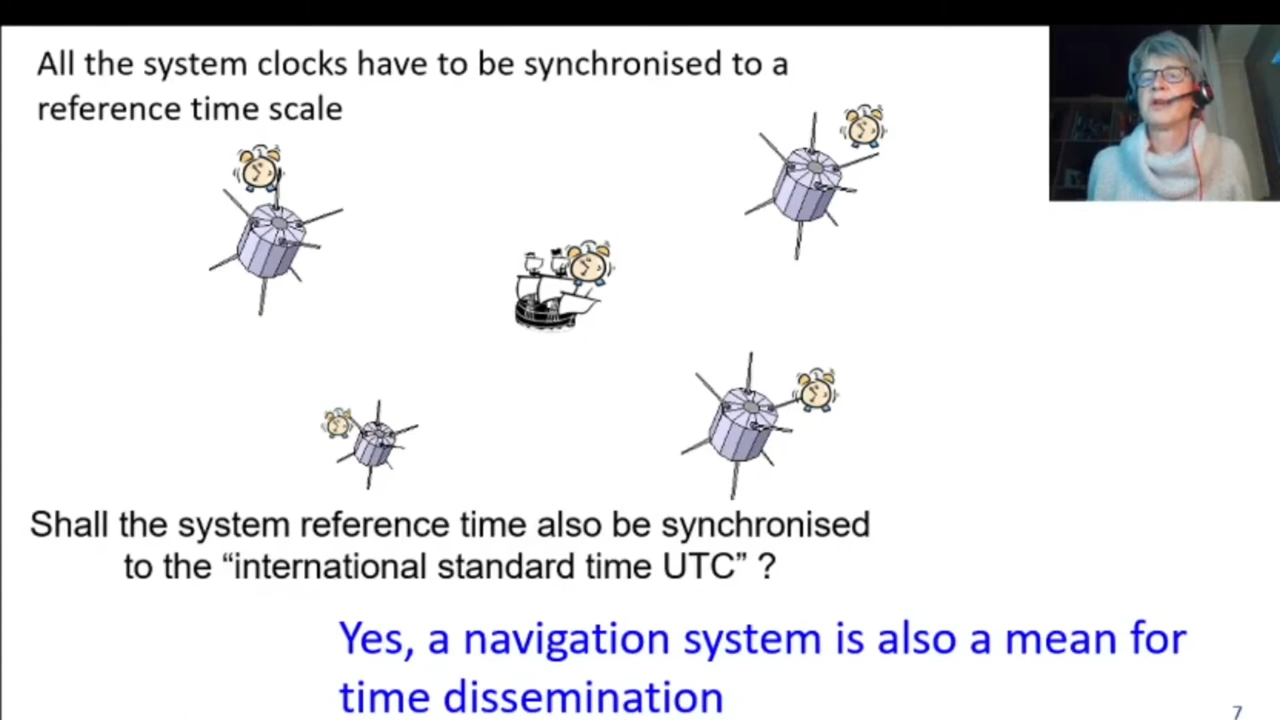 All the system clocks have to be synchronised to a
reference time scale
Shall the system reference time also be synchronised
to the “international standard time UTC” ?
Yes, a navigation system is also a mean for
time dissemination
7